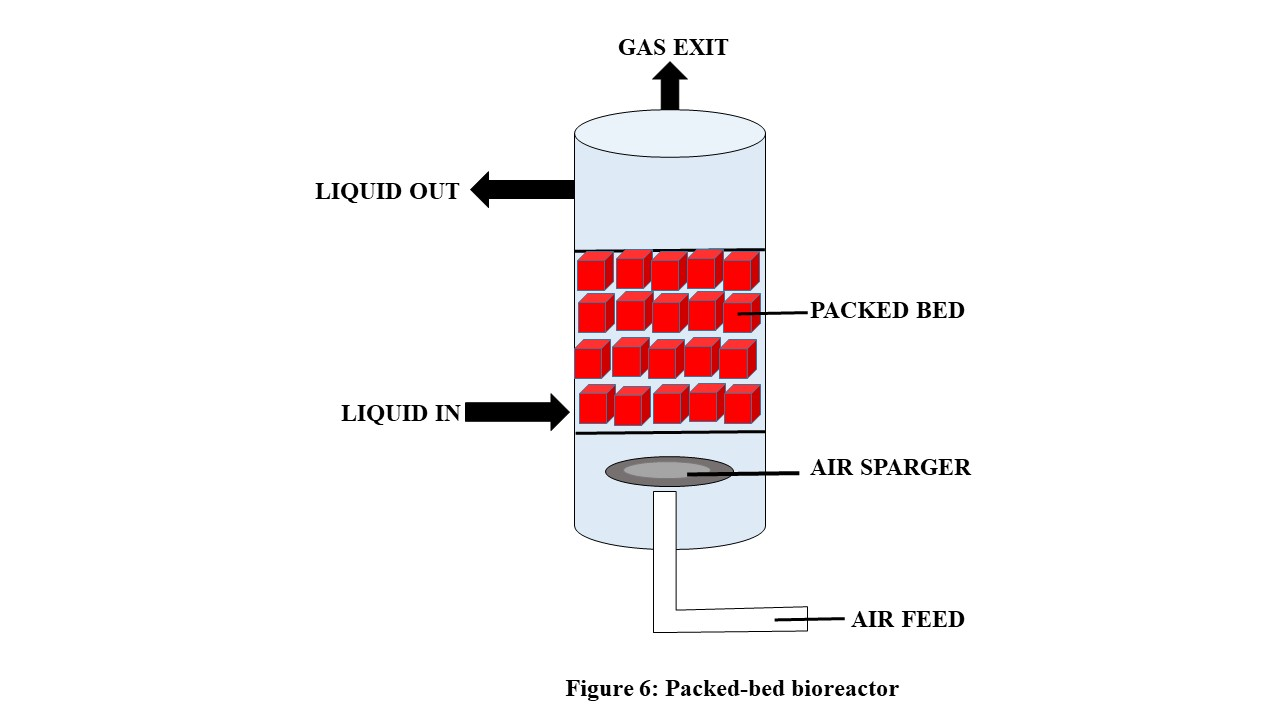 GAS EXIT
LIQUID OUT
PACKED BED
LIQUID IN
AIR SPARGER
AIR FEED
Figure 6: Packed-bed bioreactor